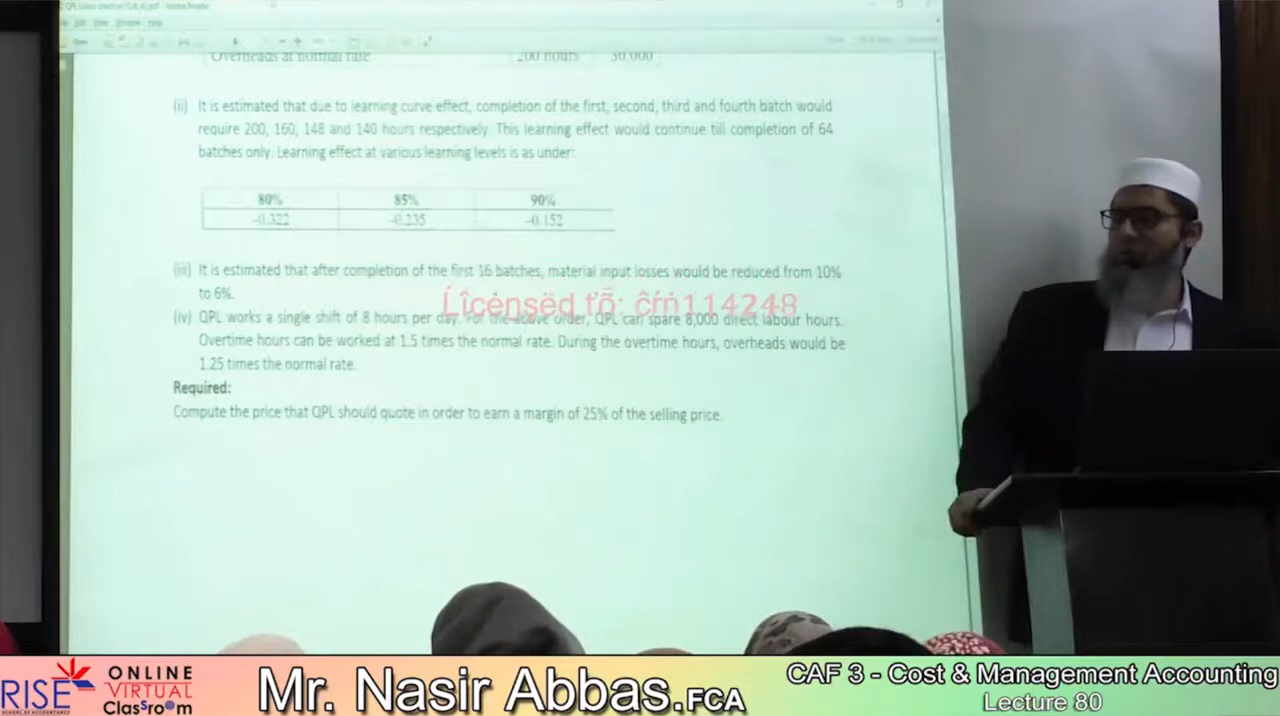 Overheads at normal rate 200 hours 30,000
(ii) It is estimated that due to learning curve effect, completion of the first, second, third and fourth batch would
require 200, 160, 148 and 140 hours respectively. This learning effect would continue till completion of 64
batches only. Learning effect at various learning levels is as under:
80% 85% 90%
–0.322 –0.235 –0.152
(iii) It is estimated that after completion of the first 16 batches, material input losses would be reduced from 10%
to 6%.
Ĺîcėņsëd ťō: ĉŕṅ114248
(iv) QPL works a single shift of 8 hours per day. For the above order, QPL can spare 8,000 direct labour hours.
Overtime hours can be worked at 1.5 times the normal rate. During the overtime hours, overheads would be
1.25 times the normal rate.
Required:
Compute the price that QPL should quote in order to earn a margin of 25% of the selling price.
RISE
SCHOOL OF ACCOUNTANCY
ONLINE
VIRTUAL
Classroom
Mr. Nasir Abbas.FCA
CAF 3 - Cost & Management Accounting
Lecture 80